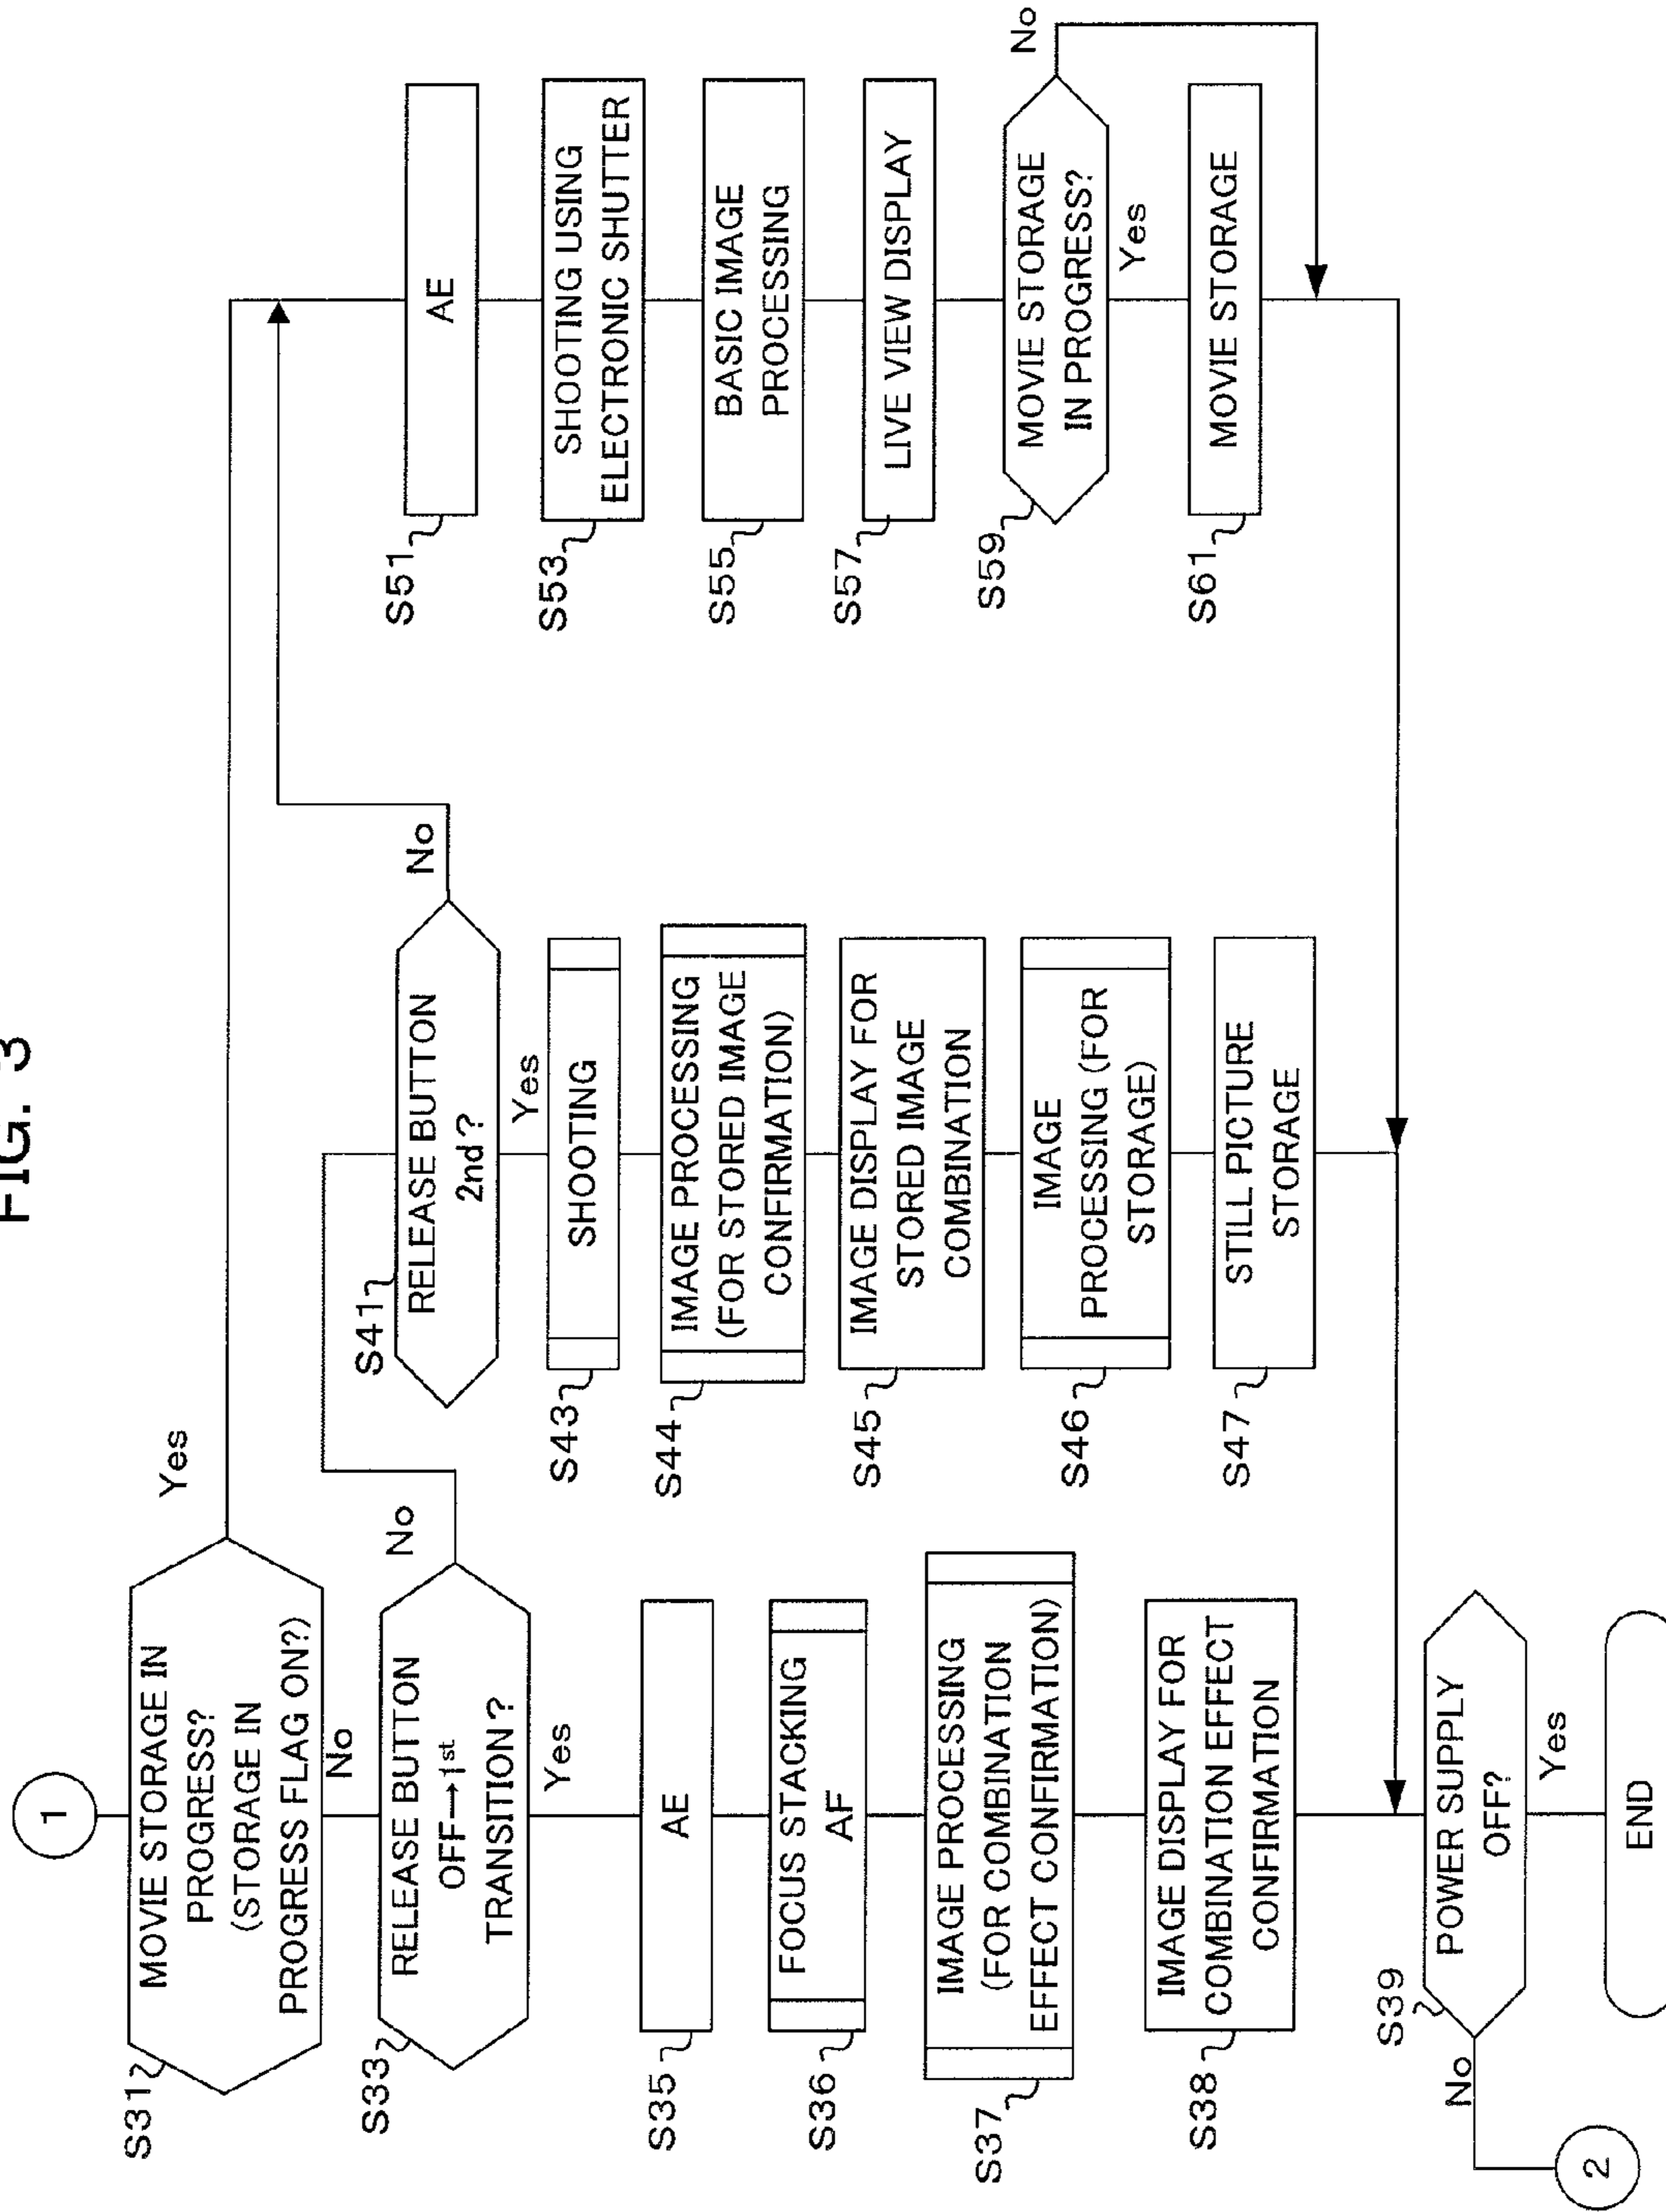 FIG. 3
1
S31
MOVIE STORAGE IN
PROGRESS?
(STORAGE IN
PROGRESS FLAG ON?)
Yes
No
S33
RELEASE BUTTON
OFF→1st
TRANSITION?
No
Yes
S35
AE
S36
FOCUS STACKING
AF
S37
IMAGE PROCESSING
(FOR COMBINATION
EFFECT CONFIRMATION)
S38
IMAGE DISPLAY FOR
COMBINATION EFFECT
CONFIRMATION
S39
POWER SUPPLY
OFF?
No
Yes
2
END
S41
RELEASE BUTTON
2nd?
No
Yes
S43
SHOOTING
S44
IMAGE PROCESSING
(FOR STORED IMAGE
CONFIRMATION)
S45
IMAGE DISPLAY FOR
STORED IMAGE
COMBINATION
S46
IMAGE
PROCESSING (FOR
STORAGE)
S47
STILL PICTURE
STORAGE
S51
AE
S53
SHOOTING USING
ELECTRONIC SHUTTER
S55
BASIC IMAGE
PROCESSING
S57
LIVE VIEW DISPLAY
S59
MOVIE STORAGE
IN PROGRESS?
No
Yes
S61
MOVIE STORAGE